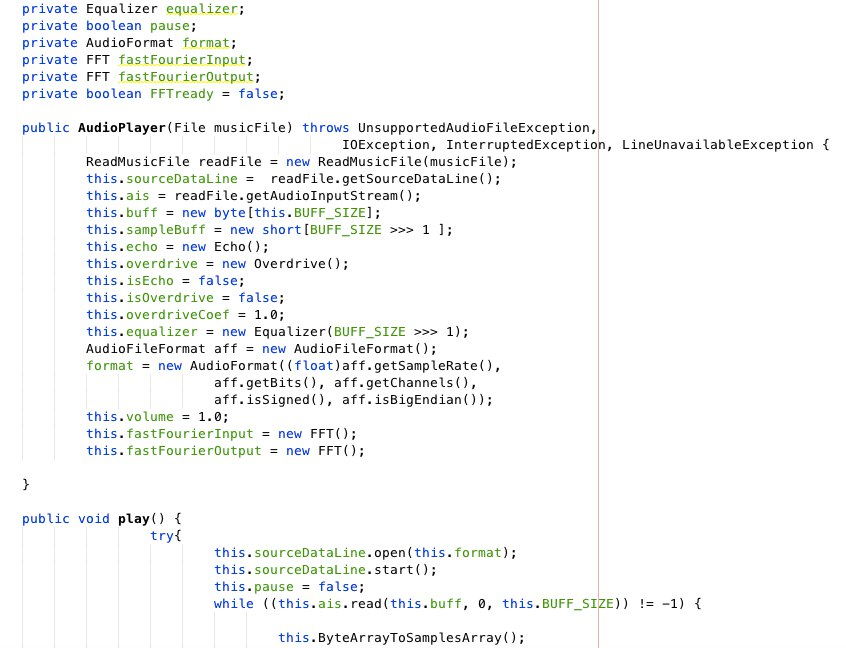 private Equalizer equalizer;
private boolean pause;
private AudioFormat format;
private FFT fastFourierInput;
private FFT fastFourierOutput;
private boolean FFTready = false;

public AudioPlayer(File musicFile) throws UnsupportedAudioFileException,
                                        IOException, InterruptedException, LineUnavailableException {
        ReadMusicFile readFile = new ReadMusicFile(musicFile);
        this.sourceDataLine =  readFile.getSourceDataLine();
        this.ais = readFile.getAudioInputStream();
        this.buff = new byte[this.BUFF_SIZE];
        this.sampleBuff = new short[BUFF_SIZE >>> 1 ];
        this.echo = new Echo();
        this.overdrive = new Overdrive();
        this.isEcho = false;
        this.isOverdrive = false;
        this.overdriveCoef = 1.0;
        this.equalizer = new Equalizer(BUFF_SIZE >>> 1);
        AudioFileFormat aff = new AudioFileFormat();
        format = new AudioFormat((float)aff.getSampleRate(),
                        aff.getBits(), aff.getChannels(),
                        aff.isSigned(), aff.isBigEndian());
        this.volume = 1.0;
        this.fastFourierInput = new FFT();
        this.fastFourierOutput = new FFT();

}

public void play() {
                try{
                        this.sourceDataLine.open(this.format);
                        this.sourceDataLine.start();
                        this.pause = false;
                        while ((this.ais.read(this.buff, 0, this.BUFF_SIZE)) != -1) {

                                this.ByteArrayToSamplesArray();